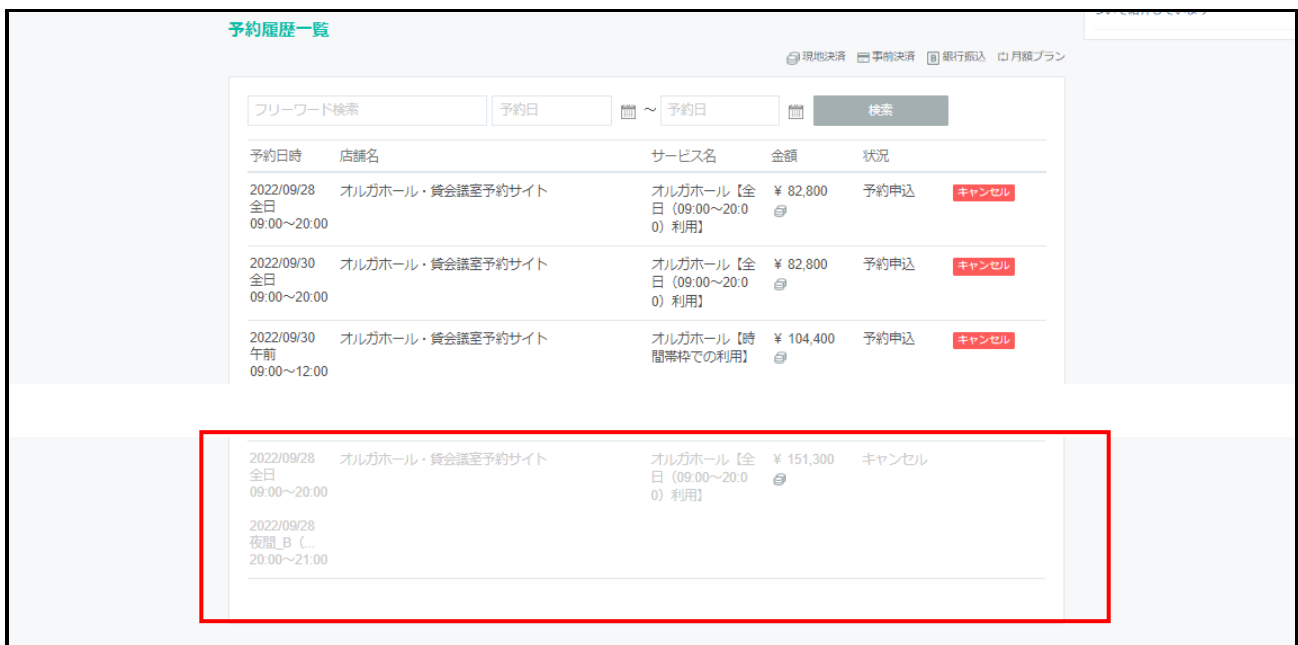 予約履歴一覧
現地決済 事前決済 B 銀行振込 月額プラン
フリーワード検索 予約日 ～ 予約日 検索
予約日時 店舗名 サービス名 金額 状況
2022/09/28 オルガホール・貸会議室予約サイト オルガホール【全 ¥ 82,800 予約申込 キャンセル
全日 日（09:00～20:0
09:00～20:00 0）利用】
2022/09/30 オルガホール・貸会議室予約サイト オルガホール【全 ¥ 82,800 予約申込 キャンセル
全日 日（09:00～20:0
09:00～20:00 0）利用】
2022/09/30 オルガホール・貸会議室予約サイト オルガホール【時 ¥ 104,400 予約申込 キャンセル
午前 間帯枠での利用】
09:00～12:00
2022/09/28 オルガホール・貸会議室予約サイト オルガホール【全 ¥ 151,300 キャンセル
全日 日（09:00～20:0
09:00～20:00 0）利用】
2022/09/28
夜間_B（...
20:00～21:00